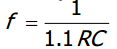 f = 1 / 1.1 RC